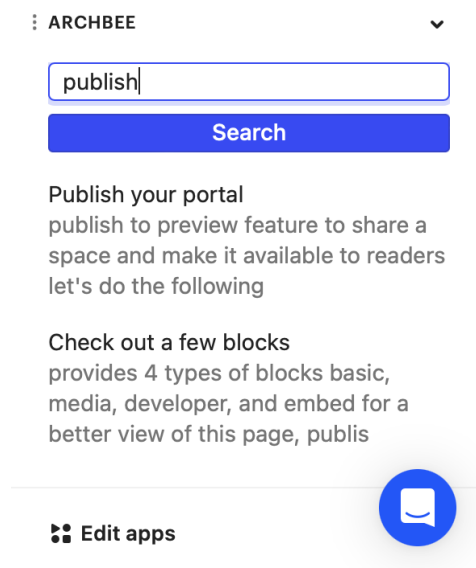 ARCHBEE
publish
Search
Publish your portal
publish to preview feature to share a
space and make it available to readers
let's do the following
Check out a few blocks
provides 4 types of blocks basic,
media, developer, and embed for a
better view of this page, publis
Edit apps